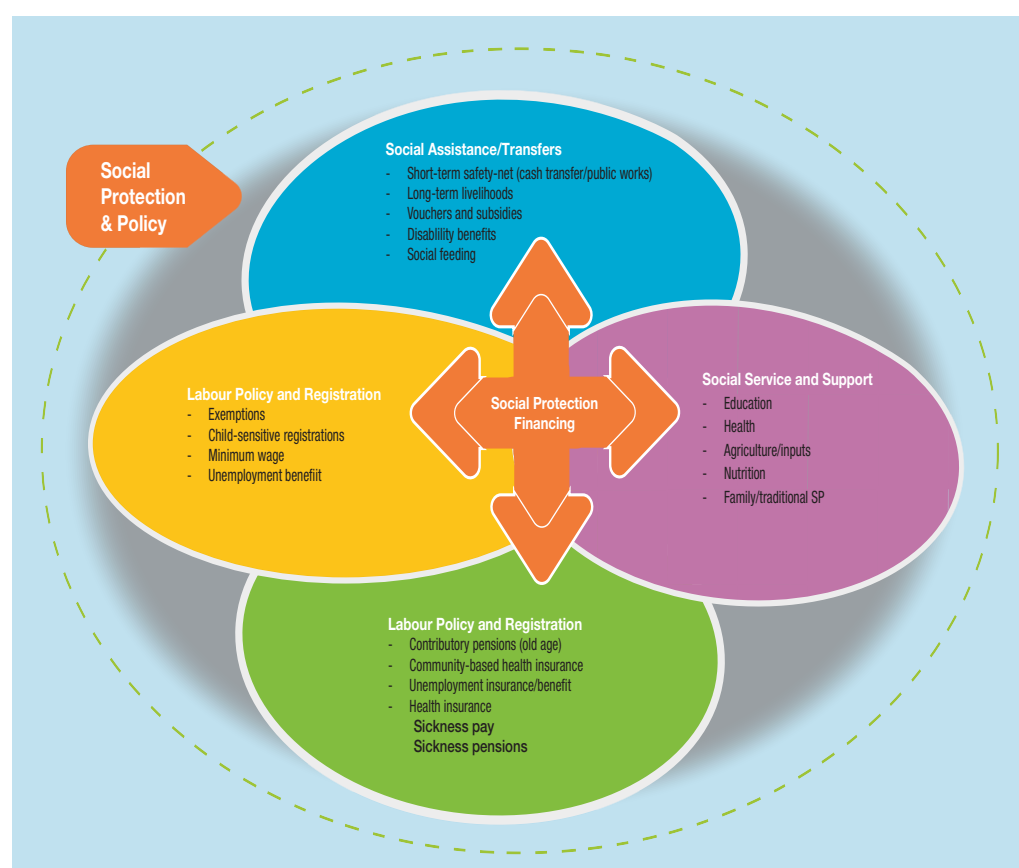 Social
Protection
& Policy
Social Assistance/Transfers
- Short-term safety-net (cash transfer/public works)
- Long-term livelihoods
- Vouchers and subsidies
- Disablility benefits
- Social feeding
Labour Policy and Registration
- Exemptions
- Child-sensitive registrations
- Minimum wage
- Unemployment benefiit
Social Protection
Financing
Social Service and Support
- Education
- Health
- Agriculture/inputs
- Nutrition
- Family/traditional SP
Labour Policy and Registration
- Contributory pensions (old age)
- Community-based health insurance
- Unemployment insurance/benefit
- Health insurance
Sickness pay
Sickness pensions